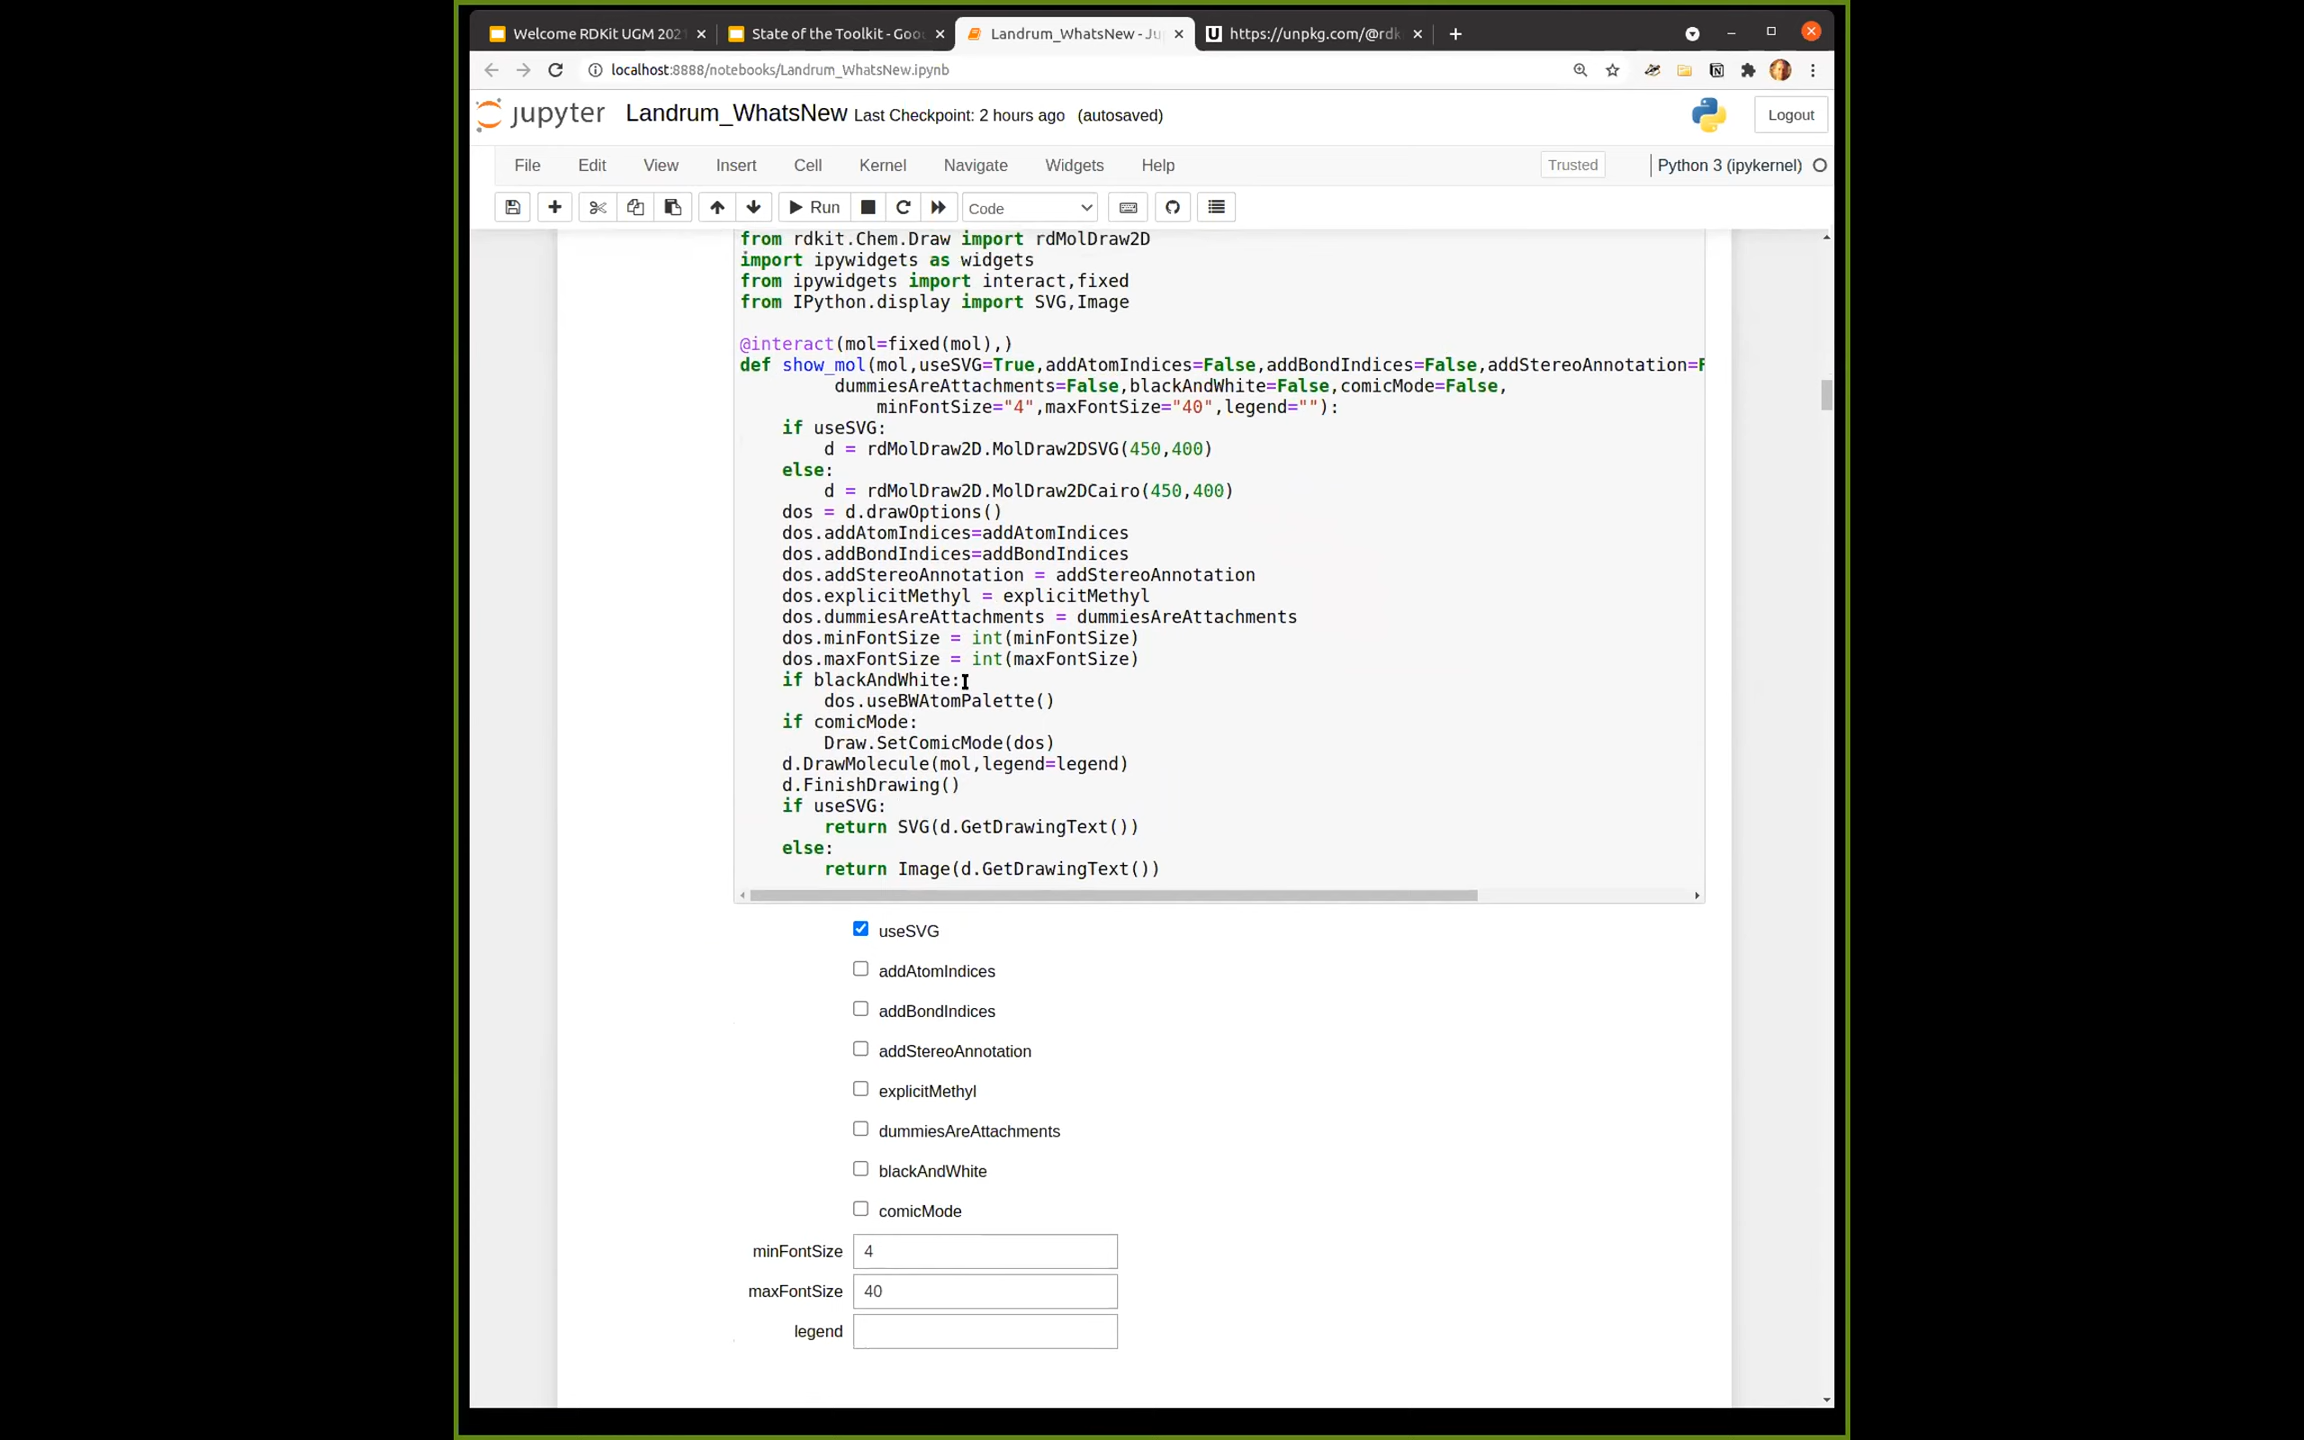 Welcome RDKit UGM 202
State of the Toolkit - Goo
Landrum_WhatsNew - Ju
https://unpkg.com/@rdk
localhost:8888/notebooks/Landrum_WhatsNew.ipynb
jupyter Landrum_WhatsNew Last Checkpoint: 2 hours ago (autosaved)
Logout
File Edit View Insert Cell Kernel Navigate Widgets Help
Trusted
Python 3 (ipykernel)
Run
Code
from rdkit.Chem.Draw import rdMolDraw2D
import ipywidgets as widgets
from ipywidgets import interact,fixed
from IPython.display import SVG,Image
@interact(mol=fixed(mol),)
def show_mol(mol,useSVG=True,addAtomIndices=False,addBondIndices=False,addStereoAnnotation=F
dummiesAreAttachments=False,blackAndWhite=False,comicMode=False,
minFontSize="4",maxFontSize="40",legend=""):
if useSVG:
d = rdMolDraw2D.MolDraw2DSVG(450,400)
else:
d = rdMolDraw2D.MolDraw2DCairo(450,400)
dos = d.drawOptions()
dos.addAtomIndices=addAtomIndices
dos.addBondIndices=addBondIndices
dos.addStereoAnnotation = addStereoAnnotation
dos.explicitMethyl = explicitMethyl
dos.dummiesAreAttachments = dummiesAreAttachments
dos.minFontSize = int(minFontSize)
dos.maxFontSize = int(maxFontSize)
if blackAndWhite:
dos.useBWAtomPalette()
if comicMode:
Draw.SetComicMode(dos)
d.DrawMolecule(mol,legend=legend)
d.FinishDrawing()
if useSVG:
return SVG(d.GetDrawingText())
else:
return Image(d.GetDrawingText())
useSVG
addAtomIndices
addBondIndices
addStereoAnnotation
explicitMethyl
dummiesAreAttachments
blackAndWhite
comicMode
minFontSize 4
maxFontSize 40
legend